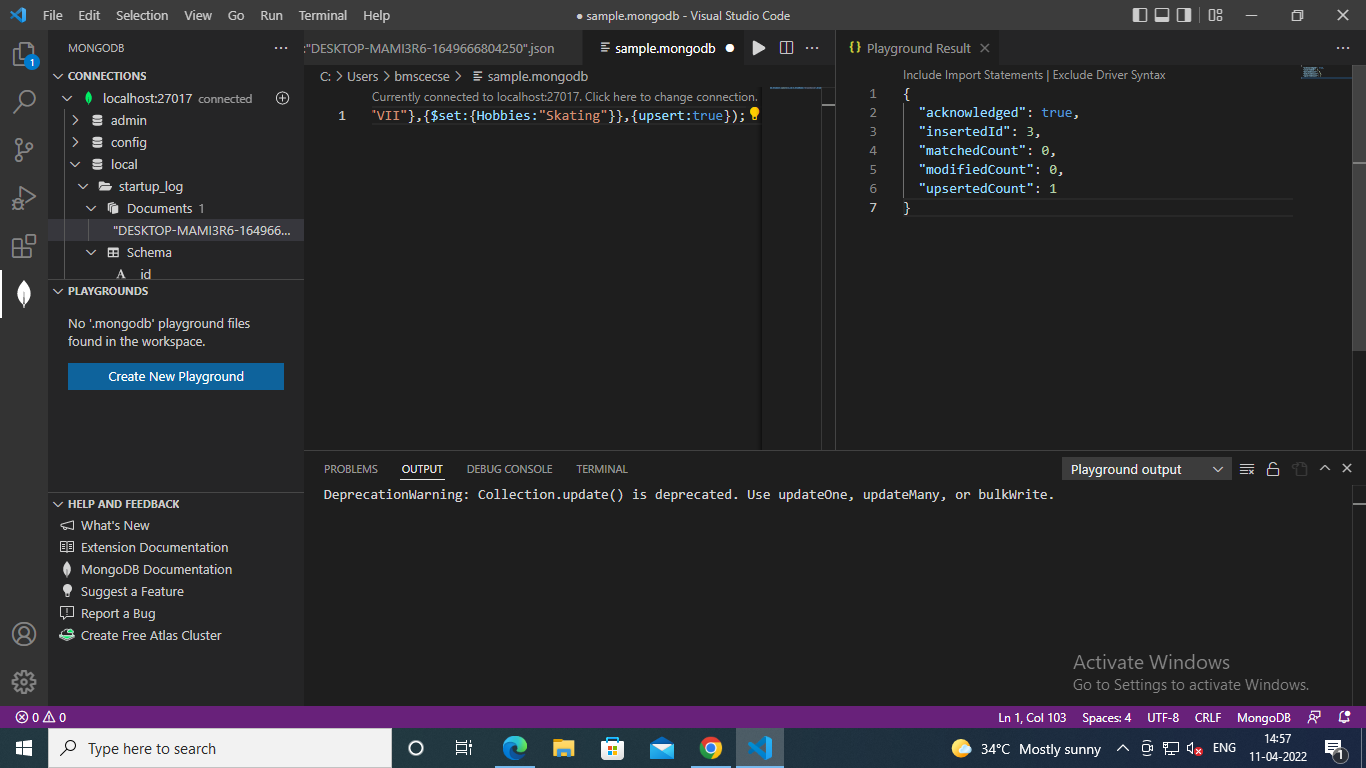 File Edit Selection View Go Run Terminal Help
● sample.mongodb - Visual Studio Code
MONGODB
CONNECTIONS
localhost:27017 connected
admin
config
local
startup_log
Documents 1
"DESKTOP-MAMI3R6-164966...
Schema
_id
PLAYGROUNDS
No '.mongodb' playground files
found in the workspace.
Create New Playground
HELP AND FEEDBACK
What's New
Extension Documentation
MongoDB Documentation
Suggest a Feature
Report a Bug
Create Free Atlas Cluster
:"DESKTOP-MAMI3R6-1649666804250".json
sample.mongodb
C: > Users > bmscecse > sample.mongodb
Currently connected to localhost:27017. Click here to change connection.
1 "VII"},{$set:{Hobbies:"Skating"}},{upsert:true});
Playground Result
Include Import Statements | Exclude Driver Syntax
1 {
2 "acknowledged": true,
3 "insertedId": 3,
4 "matchedCount": 0,
5 "modifiedCount": 0,
6 "upsertedCount": 1
7 }
PROBLEMS OUTPUT DEBUG CONSOLE TERMINAL
Playground output
DeprecationWarning: Collection.update() is deprecated. Use updateOne, updateMany, or bulkWrite.
Activate Windows
Go to Settings to activate Windows.
1
0 0
Ln 1, Col 103 Spaces: 4 UTF-8 CRLF MongoDB
Type here to search
34°C Mostly sunny
ENG
14:57
11-04-2022
1